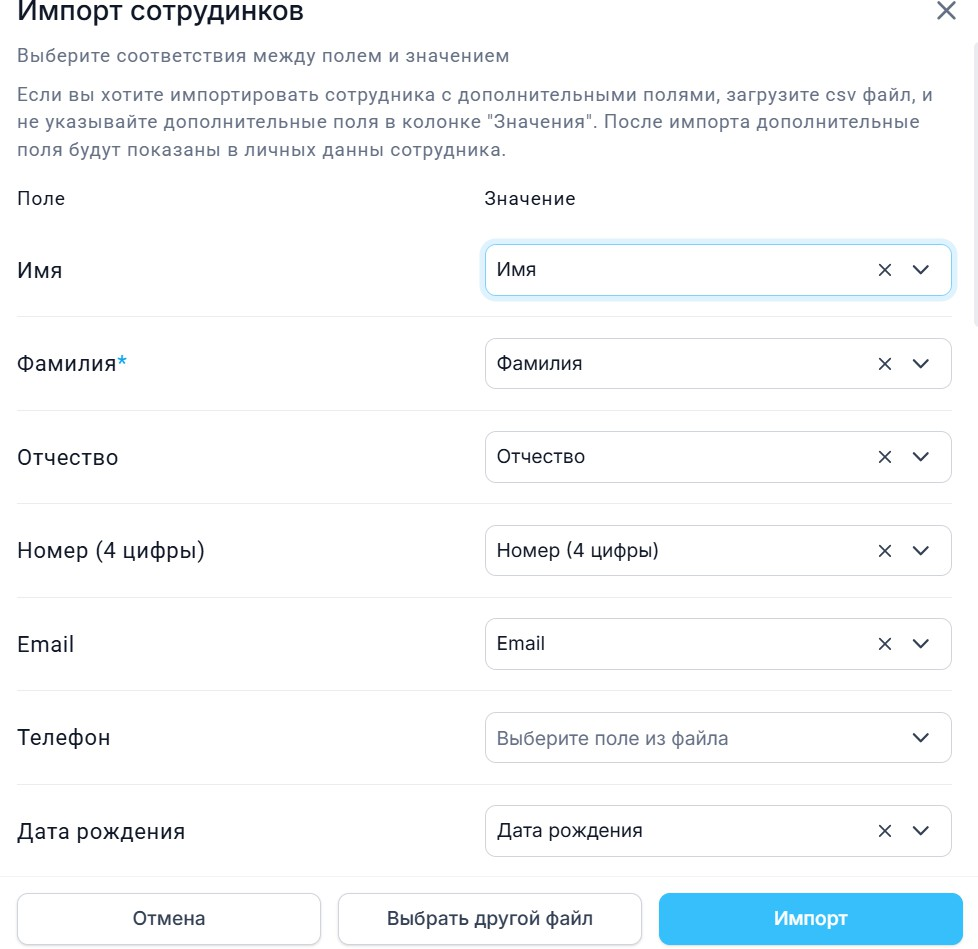 Импорт сотрудинков
Выберите соответствия между полем и значением
Если вы хотите импортировать сотрудника с дополнительными полями, загрузите csv файл, и
не указывайте дополнительные поля в колонке "Значения". После импорта дополнительные
поля будут показаны в личных данны сотрудника.
Поле Значение
Имя Имя
Фамилия* Фамилия
Отчество Отчество
Номер (4 цифры) Номер (4 цифры)
Email Email
Телефон Выберите поле из файла
Дата рождения Дата рождения
Отмена Выбрать другой файл Импорт